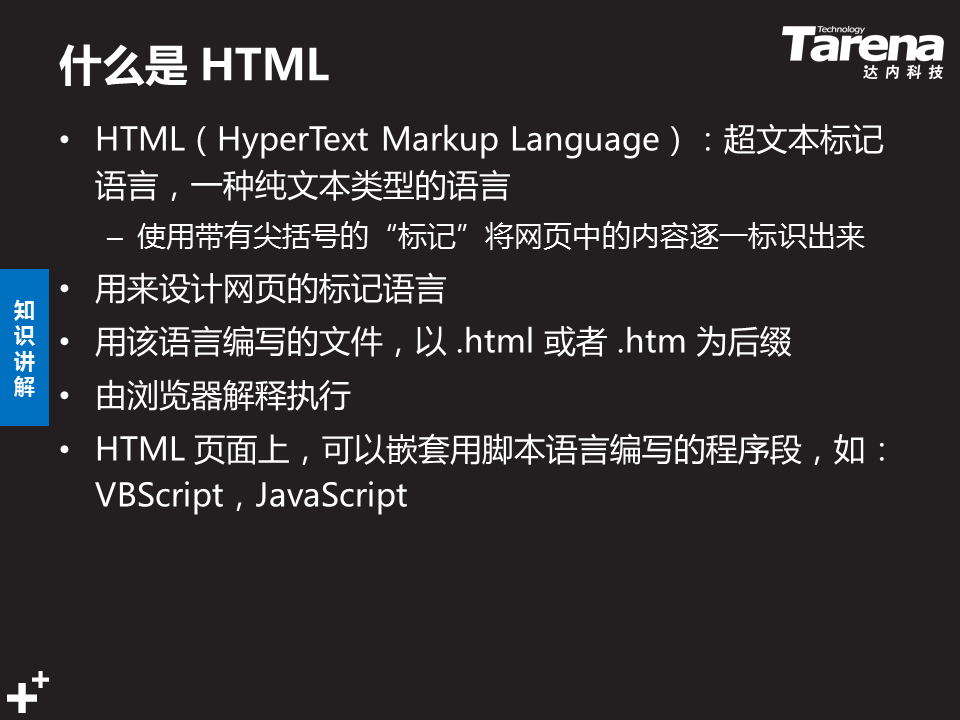 什么是 HTML
Technology
Tarena
达内科技
• HTML（HyperText Markup Language）：超文本标记
语言，一种纯文本类型的语言
– 使用带有尖括号的“标记”将网页中的内容逐一标识出来
• 用来设计网页的标记语言
• 用该语言编写的文件，以 .html 或者 .htm 为后缀
• 由浏览器解释执行
• HTML 页面上，可以嵌套用脚本语言编写的程序段，如：
VBScript，JavaScript
知
识
讲
解